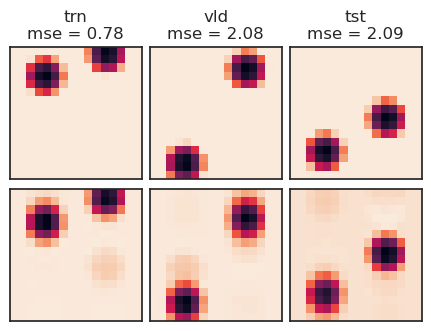 trn vld tst
mse = 0.78 mse = 2.08 mse = 2.09